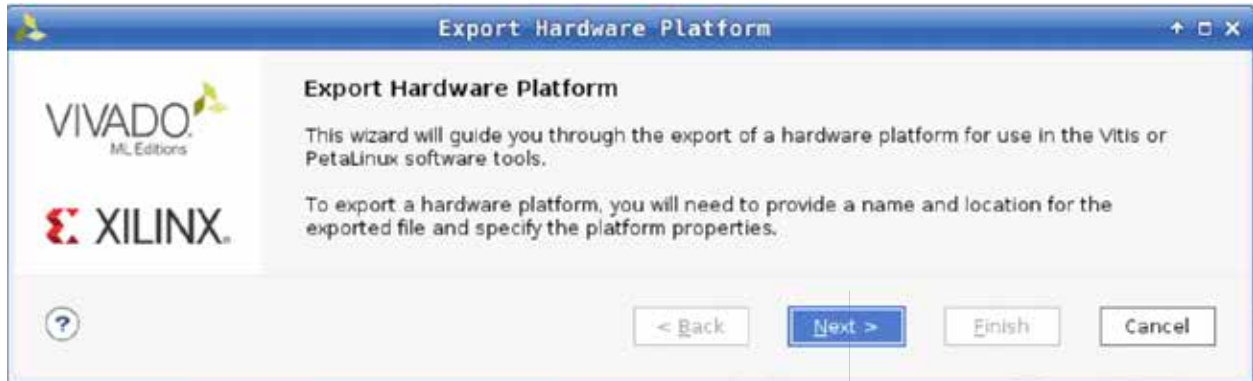 Export Hardware Platform
VIVADO.
ML Editions
XILINX.
Export Hardware Platform
This wizard will guide you through the export of a hardware platform for use in the Vitis or
PetaLinux software tools.
To export a hardware platform, you will need to provide a name and location for the
exported file and specify the platform properties.
?
< Back
Next >
Finish
Cancel